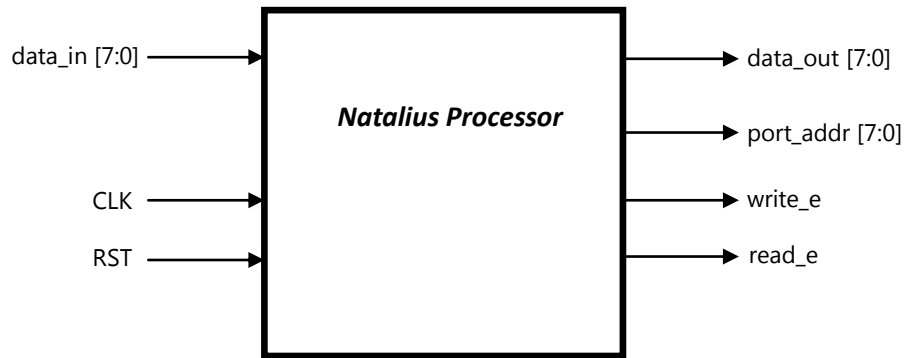 data_in [7:0]
data_out [7:0]
Natalius Processor
port_addr [7:0]
CLK
write_e
RST
read_e